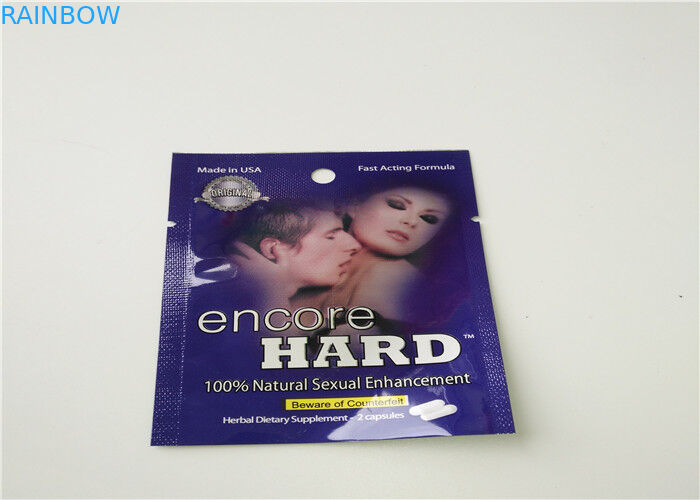 RAINBOW
Made in USA
Fast Acting Formula
ORIGINAL
encore
HARD™
100% Natural Sexual Enhancement
Beware of Counterfeit
Herbal Dietary Supplement - 2 capsules